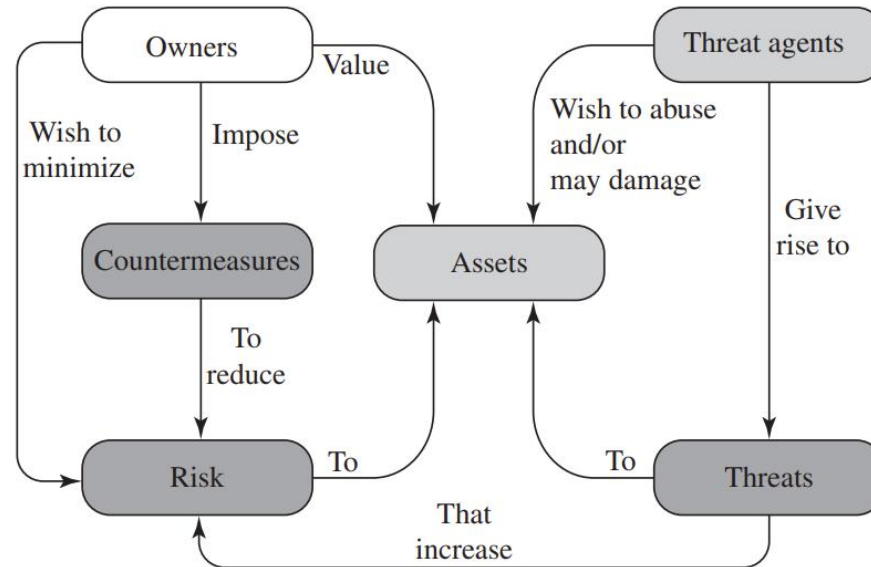 Owners
Threat agents
Value
Wish to
minimize
Impose
Wish to abuse
and/or
may damage
Give
rise to
Countermeasures
Assets
To
reduce
Risk
To
To
Threats
That
increase